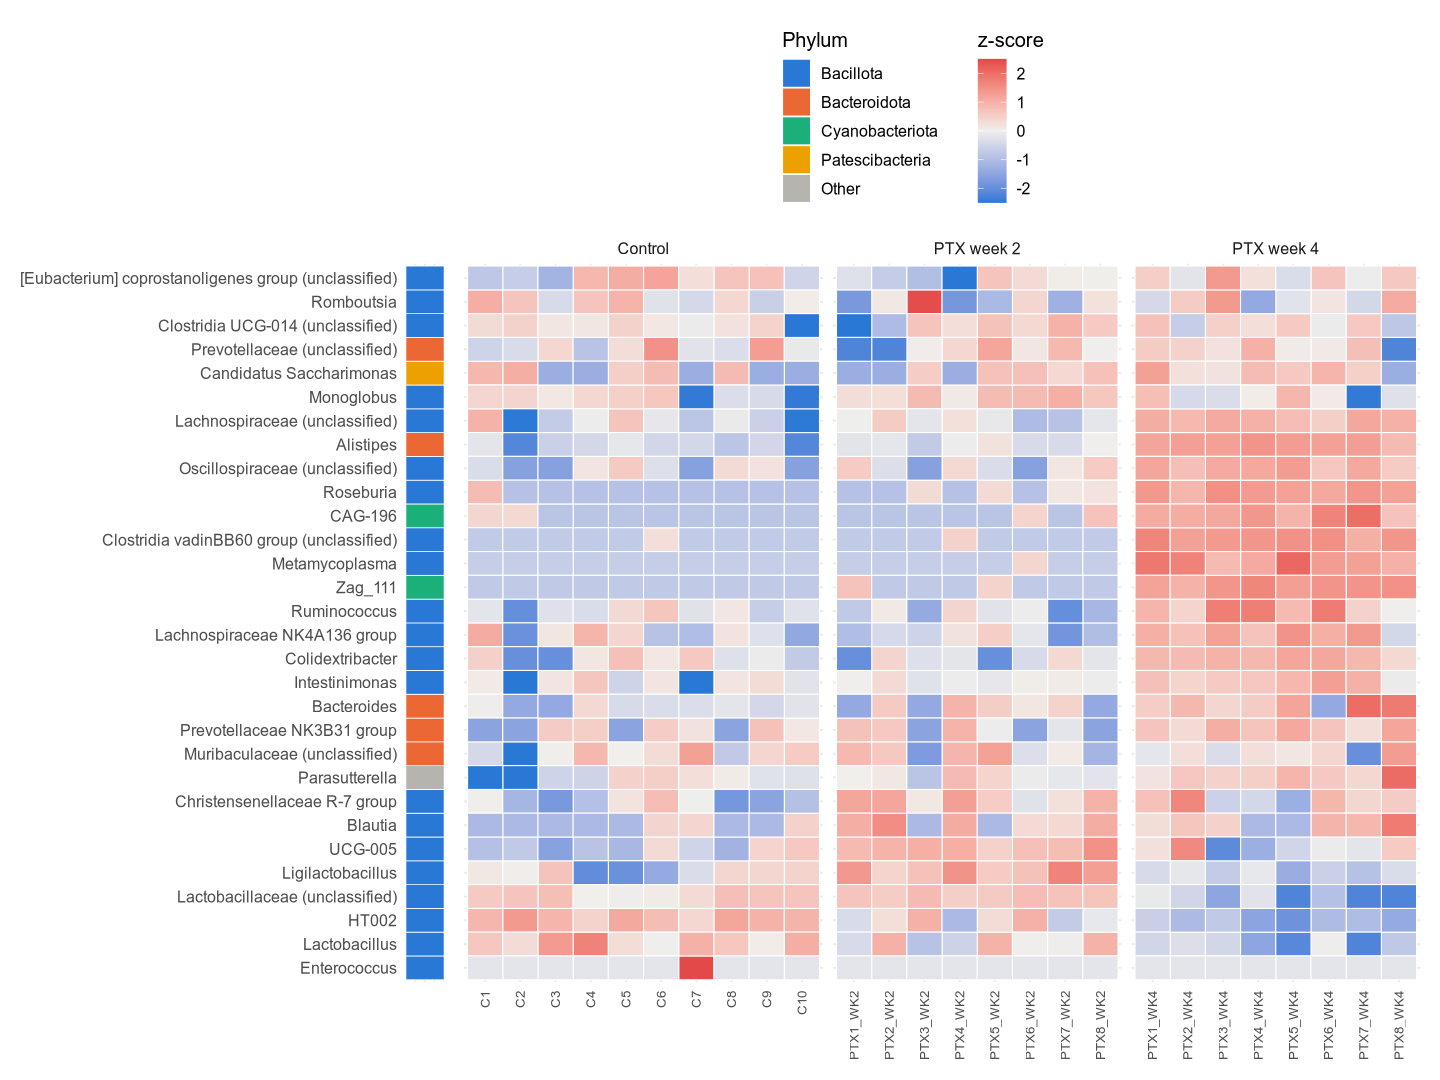 Phylum
Bacillota
Bacteroidota
Cyanobacteriota
Patescibacteria
Other
z-score
2
1
0
-1
-2
Control
PTX week 2
PTX week 4
[Eubacterium] coprostanoligenes group (unclassified)
Romboutsia
Clostridia UCG-014 (unclassified)
Prevotellaceae (unclassified)
Candidatus Saccharimonas
Monoglobus
Lachnospiraceae (unclassified)
Alistipes
Oscillospiraceae (unclassified)
Roseburia
CAG-196
Clostridia vadinBB60 group (unclassified)
Metamycoplasma
Zag_111
Ruminococcus
Lachnospiraceae NK4A136 group
Colidextribacter
Intestinimonas
Bacteroides
Prevotellaceae NK3B31 group
Muribaculaceae (unclassified)
Parasutterella
Christensenellaceae R-7 group
Blautia
UCG-005
Ligilactobacillus
Lactobacillaceae (unclassified)
HT002
Lactobacillus
Enterococcus
C1
C2
C3
C4
C5
C6
C7
C8
C9
C10
PTX1_WK2
PTX2_WK2
PTX3_WK2
PTX4_WK2
PTX5_WK2
PTX6_WK2
PTX7_WK2
PTX8_WK2
PTX1_WK4
PTX2_WK4
PTX3_WK4
PTX4_WK4
PTX5_WK4
PTX6_WK4
PTX7_WK4
PTX8_WK4